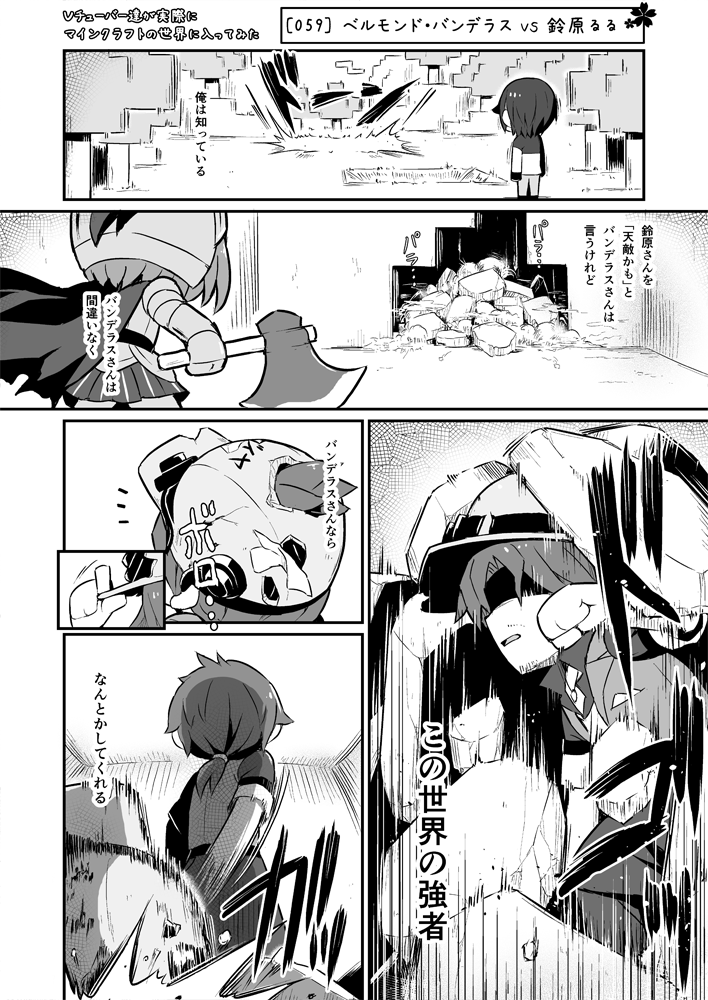 Vチューバー達が実際に
マインクラフトの世界に入ってみた
[059] ベルモンド・バンデラス vs 鈴原るる
俺は知っている
鈴原さんを
「天敵かも」と
バンデラスさんは
言うけれど
パラ…
パラ
バンデラスさんは
間違いなく
この世界の強者
バンデラスさんなら
ボ
なんとかしてくれる